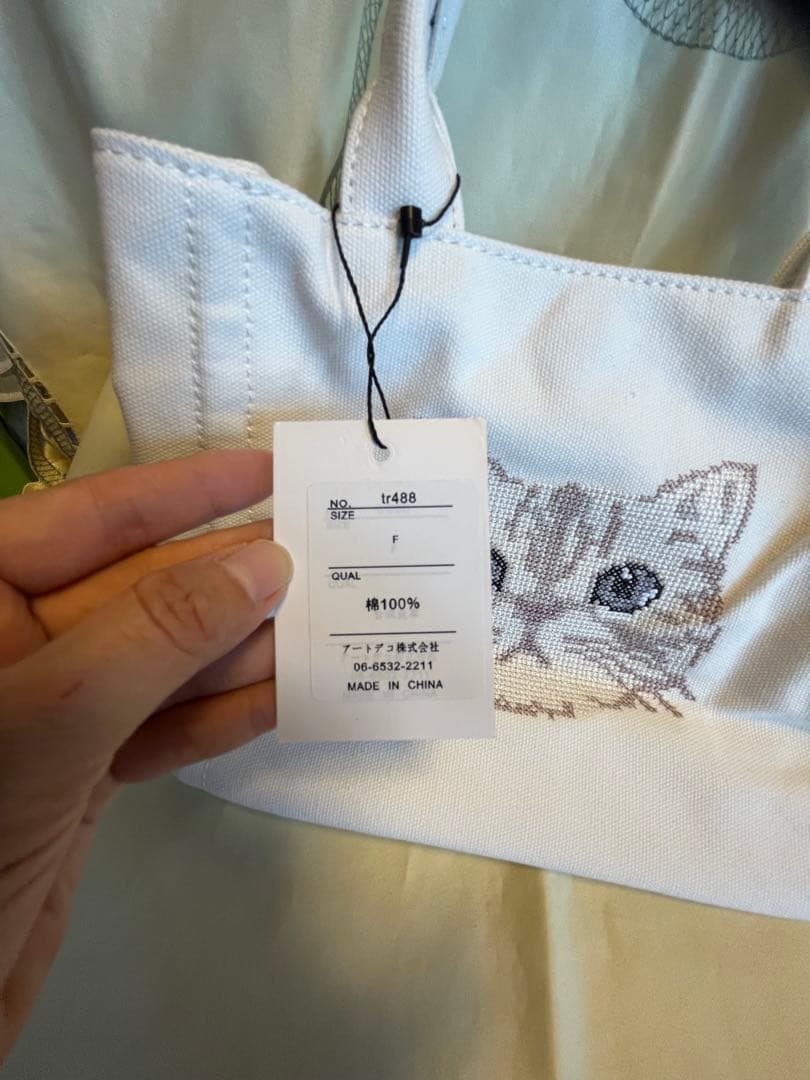 NO. tr488
SIZE
F
QUAL
棉100%
アートデコ株式会社
06-6532-2211
MADE IN CHINA